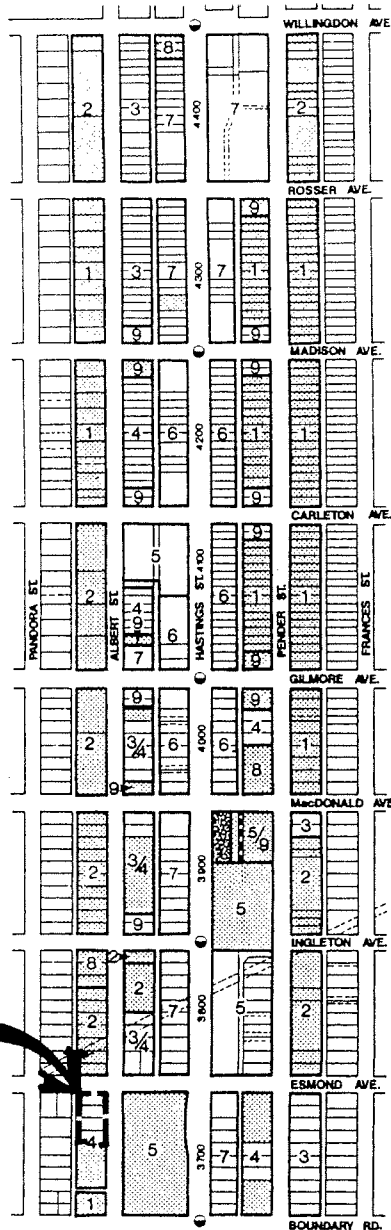 WILLINGDON AVE
8
2 3 4400 7 2
7
ROSSER AVE.
9
1 3 7 4300 7 1 1
9 9
MADISON AVE.
9 9
1 4 6 4200 6 1 1
9 9
CARLETON AVE.
9
5
PANDORA ST.
2
ALBERT ST.
4
9
1
7
6
HASTINGS ST.
4100
6
1
PENDER ST.
1
FRANCES ST.
9
GILMORE AVE.
9 9
2 3/4 6 4000 6 4 1
8
9
MacDONALD AVE
5/9 3
2 3/4 7 3900 2
9 5
INGLETON AVE.
8 2
2 2 7 3800 5 2
3/4
ESMOND AVE.
4 5 3700 7 4 3
1
BOUNDARY RD.